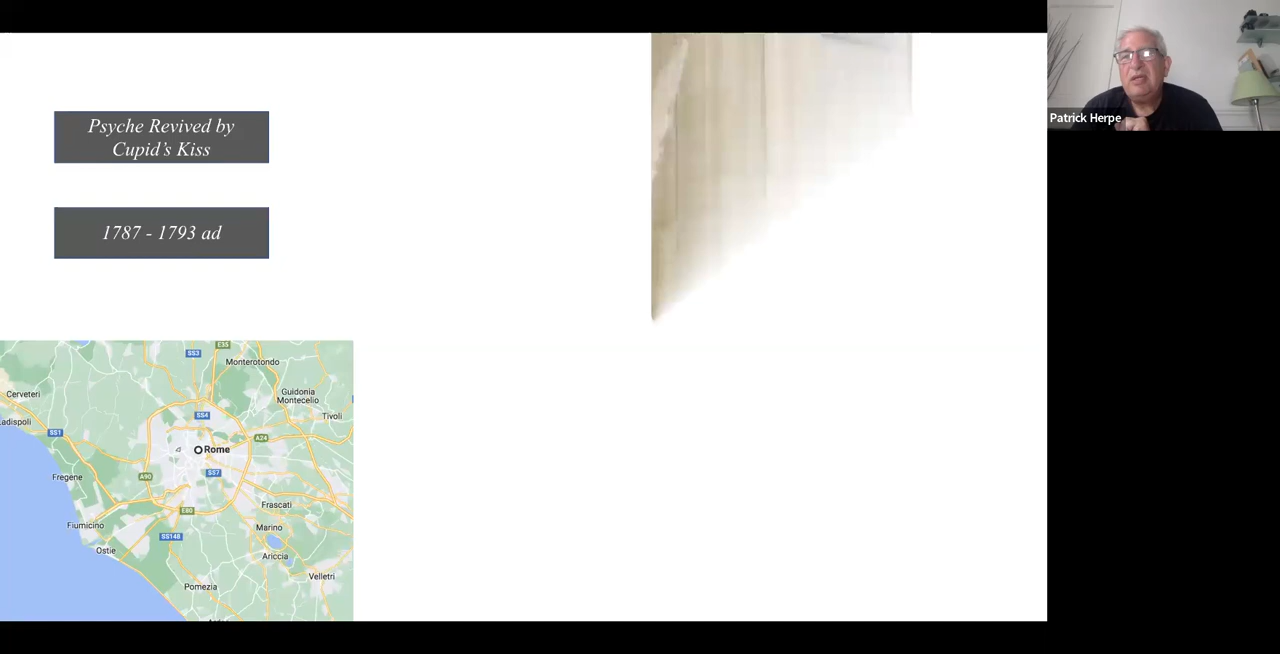 Psyche Revived by
Cupid's Kiss
1787 - 1793 ad
Patrick Herpe
E35
SS3
Monterotondo
Cerveteri
Guidonia
Montecelio
Tivoli
Ladispoli
SS4
SS1
A24
Rome
Fregene
A90
SS7
Frascati
E80
Fiumicino
Marino
SS148
Ostie
Ariccia
Velletri
Pomezia